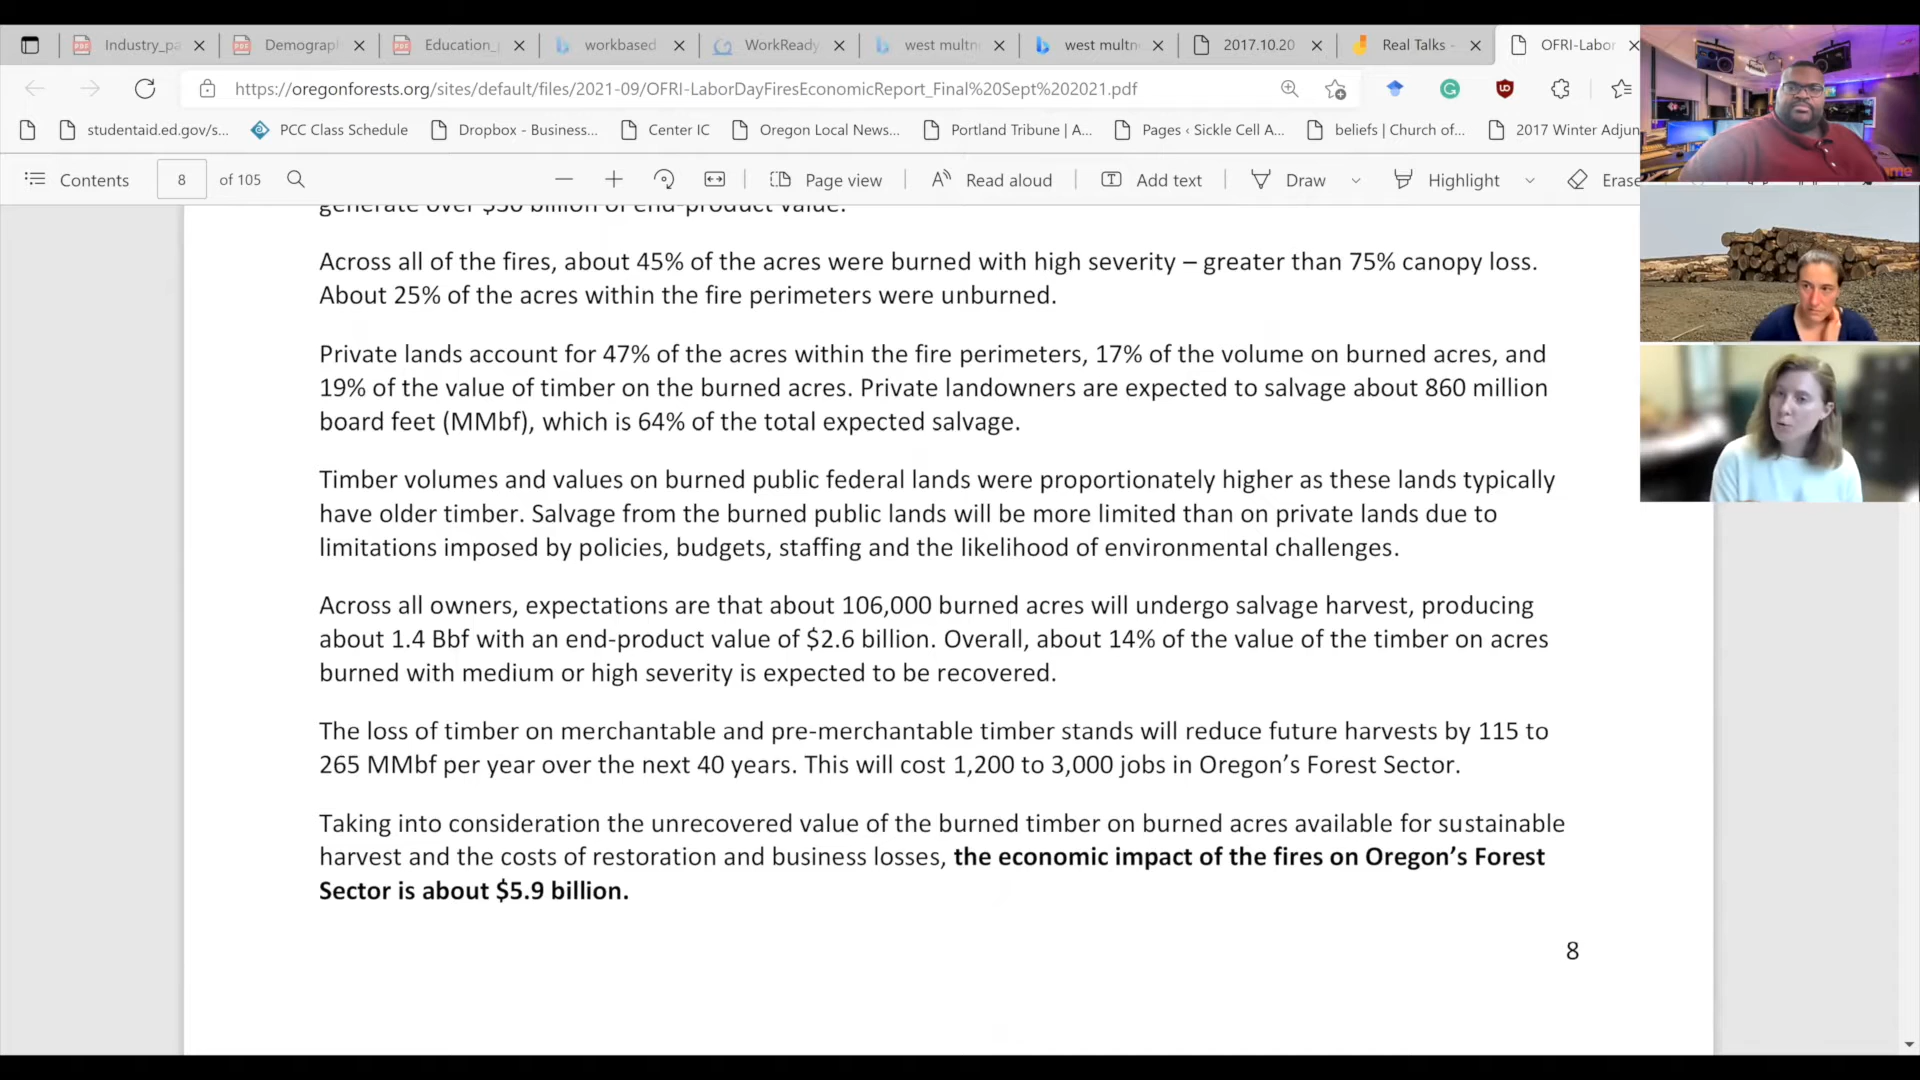 Industry_pa
Demograp
Education_
workbased
WorkReady
west multn
west multn
2017.10.20
Real Talks -
OFRI-Labor
https://oregonforests.org/sites/default/files/2021-09/OFRI-LaborDayFiresEconomicReport_Final%20Sept%202021.pdf
studentaid.ed.gov/s...
PCC Class Schedule
Dropbox - Business...
Center IC
Oregon Local News...
Portland Tribune | A...
Pages ‹ Sickle Cell A...
beliefs | Church of...
2017 Winter Adjun
Contents
8
of 105
Page view
Read aloud
Add text
Draw
Highlight
Erase
generate over $30 billion of end-product value.
Across all of the fires, about 45% of the acres were burned with high severity – greater than 75% canopy loss.
About 25% of the acres within the fire perimeters were unburned.
Private lands account for 47% of the acres within the fire perimeters, 17% of the volume on burned acres, and
19% of the value of timber on the burned acres. Private landowners are expected to salvage about 860 million
board feet (MMbf), which is 64% of the total expected salvage.
Timber volumes and values on burned public federal lands were proportionately higher as these lands typically
have older timber. Salvage from the burned public lands will be more limited than on private lands due to
limitations imposed by policies, budgets, staffing and the likelihood of environmental challenges.
Across all owners, expectations are that about 106,000 burned acres will undergo salvage harvest, producing
about 1.4 Bbf with an end-product value of $2.6 billion. Overall, about 14% of the value of the timber on acres
burned with medium or high severity is expected to be recovered.
The loss of timber on merchantable and pre-merchantable timber stands will reduce future harvests by 115 to
265 MMbf per year over the next 40 years. This will cost 1,200 to 3,000 jobs in Oregon's Forest Sector.
Taking into consideration the unrecovered value of the burned timber on burned acres available for sustainable
harvest and the costs of restoration and business losses, the economic impact of the fires on Oregon's Forest
Sector is about $5.9 billion.
8